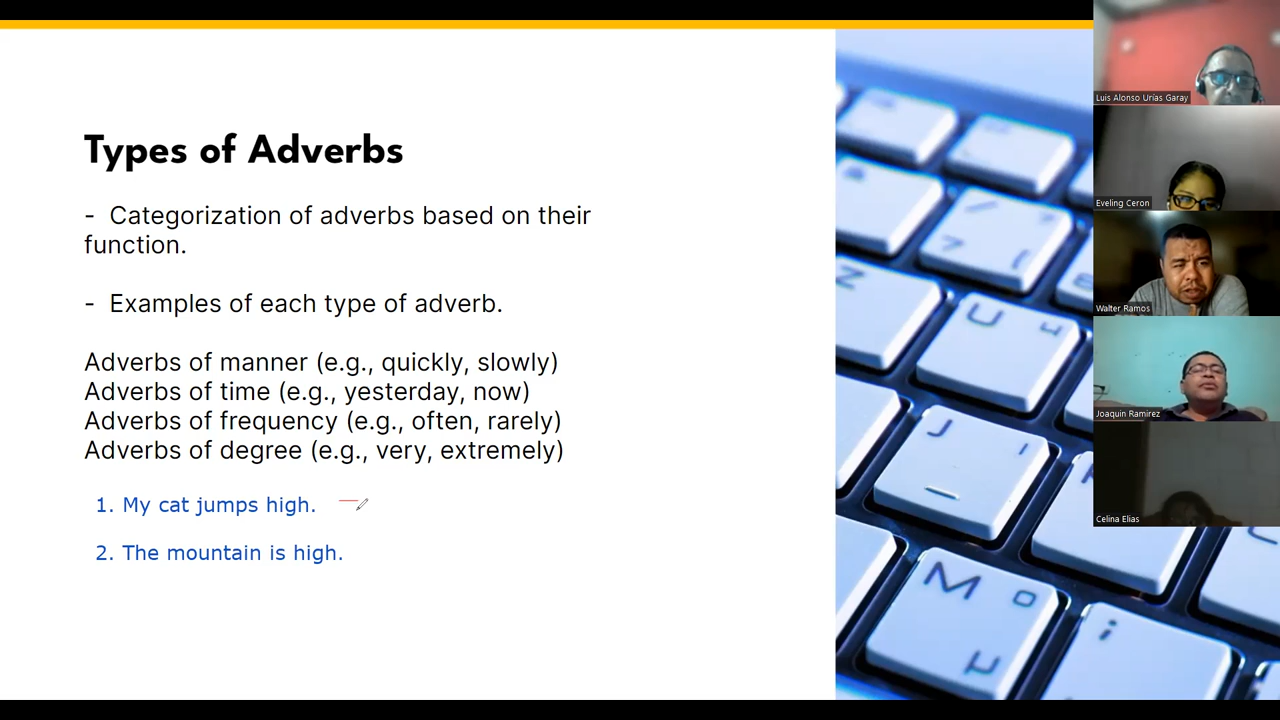 Types of Adverbs
- Categorization of adverbs based on their
function.
- Examples of each type of adverb.
Adverbs of manner (e.g., quickly, slowly)
Adverbs of time (e.g., yesterday, now)
Adverbs of frequency (e.g., often, rarely)
Adverbs of degree (e.g., very, extremely)
1. My cat jumps high.
2. The mountain is high.
Luis Alonso Urías Garay
Eveling Ceron
Walter Ramos
Joaquin Ramirez
Celina Elias
Z
U 4
J 1
M O
µ
i